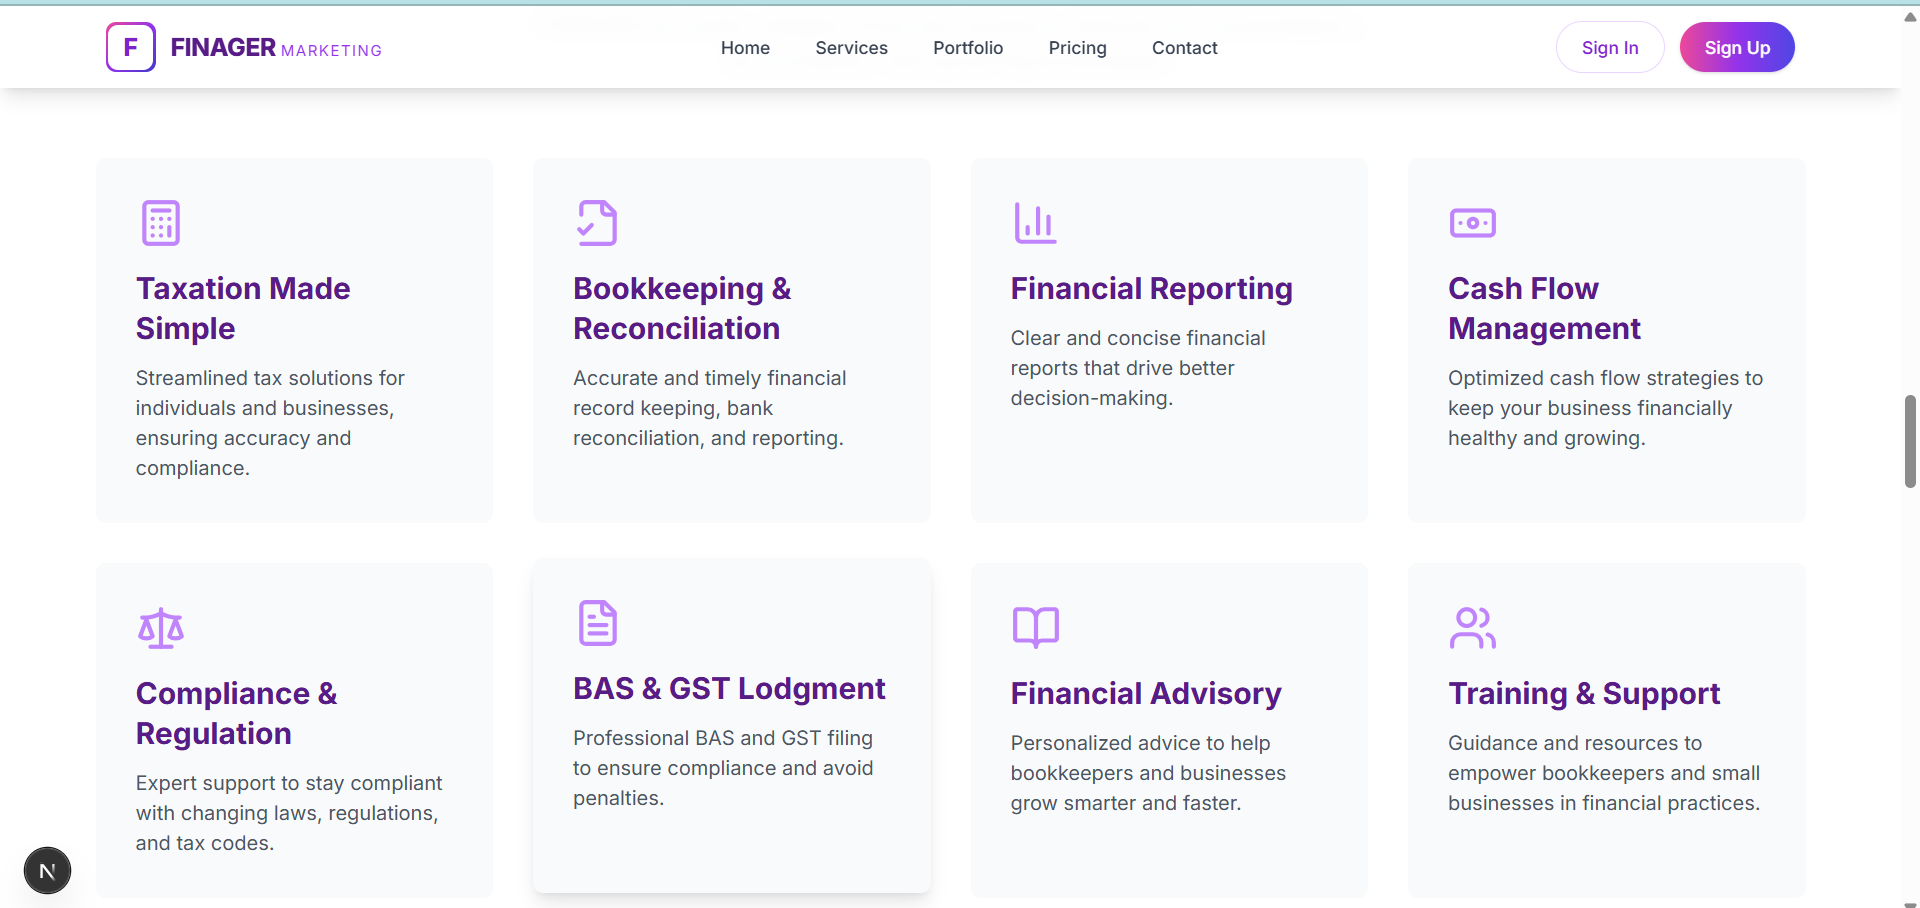 F FINAGER MARKETING
Home Services Portfolio Pricing Contact
Sign In Sign Up
Taxation Made
Simple
Streamlined tax solutions for
individuals and businesses,
ensuring accuracy and
compliance.
Bookkeeping &
Reconciliation
Accurate and timely financial
record keeping, bank
reconciliation, and reporting.
Financial Reporting
Clear and concise financial
reports that drive better
decision-making.
Cash Flow
Management
Optimized cash flow strategies to
keep your business financially
healthy and growing.
Compliance &
Regulation
Expert support to stay compliant
with changing laws, regulations,
and tax codes.
BAS & GST Lodgment
Professional BAS and GST filing
to ensure compliance and avoid
penalties.
Financial Advisory
Personalized advice to help
bookkeepers and businesses
grow smarter and faster.
Training & Support
Guidance and resources to
empower bookkeepers and small
businesses in financial practices.
N